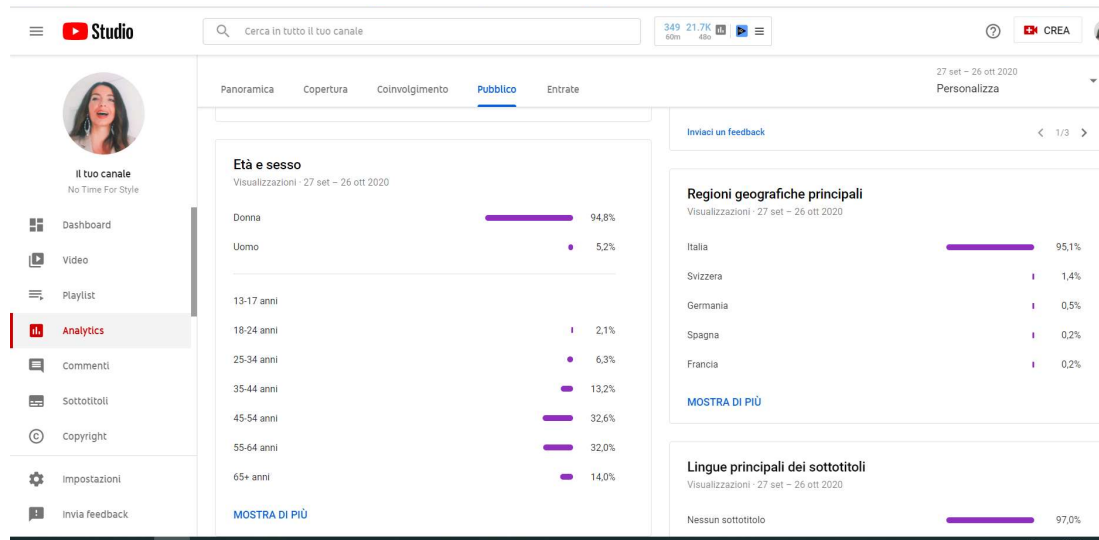 Studio
Cerca in tutto il tuo canale
349 21.7K
60m 48o
CREA
Il tuo canale
No Time For Style
Dashboard
Video
Playlist
Analytics
Commenti
Sottotitoli
Copyright
Impostazioni
Invia feedback
Panoramica Copertura Coinvolgimento Pubblico Entrate
27 set – 26 ott 2020
Personalizza
Età e sesso
Visualizzazioni · 27 set – 26 ott 2020
Donna 94,8%
Uomo 5,2%
13-17 anni
18-24 anni 2,1%
25-34 anni 6,3%
35-44 anni 13,2%
45-54 anni 32,6%
55-64 anni 32,0%
65+ anni 14,0%
MOSTRA DI PIÙ
Inviaci un feedback
1/3
Regioni geografiche principali
Visualizzazioni · 27 set – 26 ott 2020
Italia 95,1%
Svizzera 1,4%
Germania 0,5%
Spagna 0,2%
Francia 0,2%
MOSTRA DI PIÙ
Lingue principali dei sottotitoli
Visualizzazioni · 27 set – 26 ott 2020
Nessun sottotitolo 97,0%